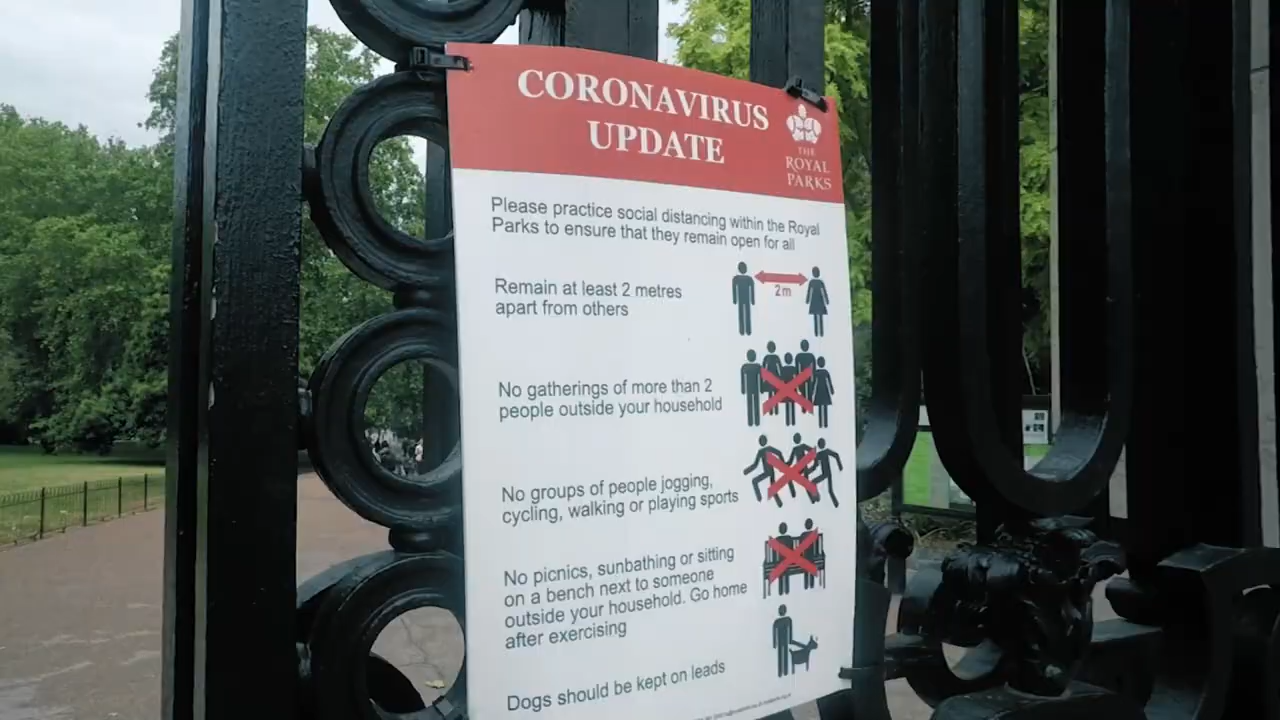 CORONAVIRUS
UPDATE
THE
ROYAL
PARKS
Please practice social distancing within the Royal
Parks to ensure that they remain open for all
Remain at least 2 metres
apart from others
2m
No gatherings of more than 2
people outside your household
No groups of people jogging,
cycling, walking or playing sports
No picnics, sunbathing or sitting
on a bench next to someone
outside your household. Go home
after exercising
Dogs should be kept on leads